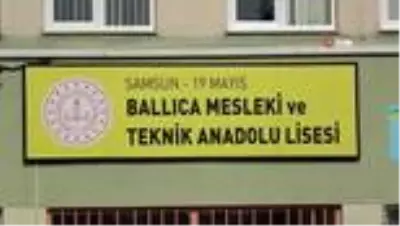 SAMSUN - 19 MAYIS
BALLICA MESLEKİ ve
TEKNİK ANADOLU LİSESİ